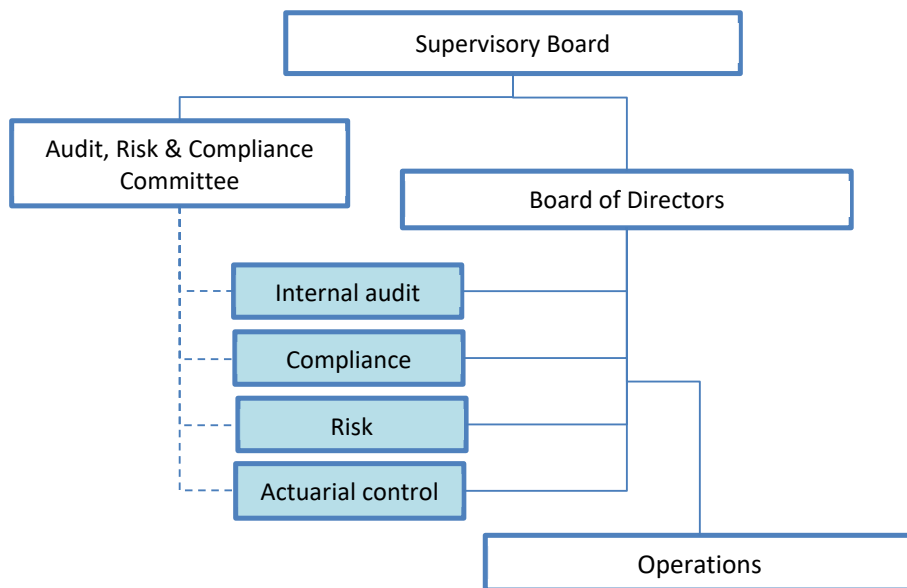 Supervisory Board
Audit, Risk & Compliance
Committee
Board of Directors
Internal audit
Compliance
Risk
Actuarial control
Operations